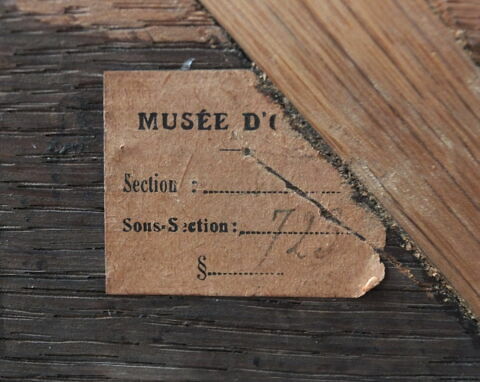 MUSÉE D'
Section :
Sous-Section :
§